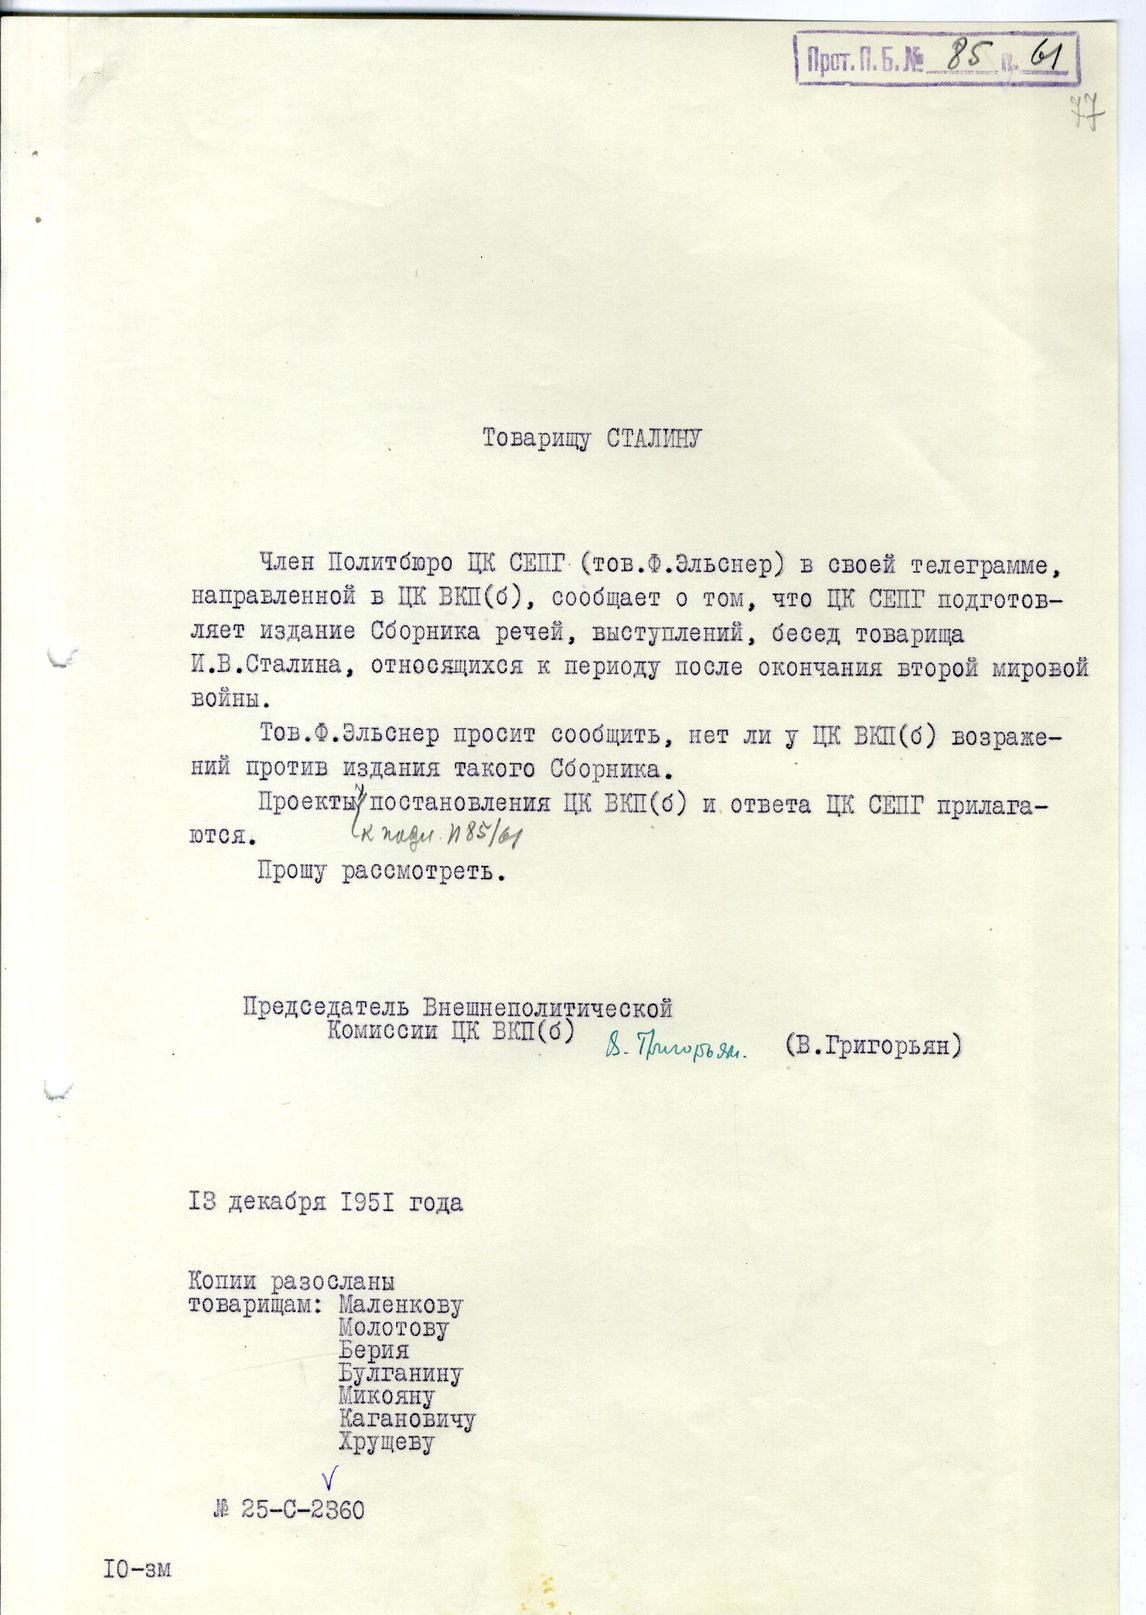 Прот. П. Б. № 85 п. 61
77
Товарищу СТАЛИНУ
Член Политбюро ЦК СЕПГ (тов.Ф.Эльснер) в своей телеграмме,
направленной в ЦК ВКП(б), сообщает о том, что ЦК СЕПГ подготов-
ляет издание Сборника речей, выступлений, бесед товарища
И.В.Сталина, относящихся к периоду после окончания второй мировой
войны.
Тов.Ф.Эльснер просит сообщить, нет ли у ЦК ВКП(б) возраже-
ний против издания такого Сборника.
Проекты постановления ЦК ВКП(б) и ответа ЦК СЕПГ прилага-
ются.
к подл. П85/61
Прошу рассмотреть.
Председатель Внешнеполитической
Комиссии ЦК ВКП(б)
В. Григорьян. (В.Григорьян)
I3 декабря I95I года
Копии разосланы
товарищам: Маленкову
Молотову
Берия
Булганину
Микояну
Кагановичу
Хрущеву
№ 25-С-2360
IO-зм